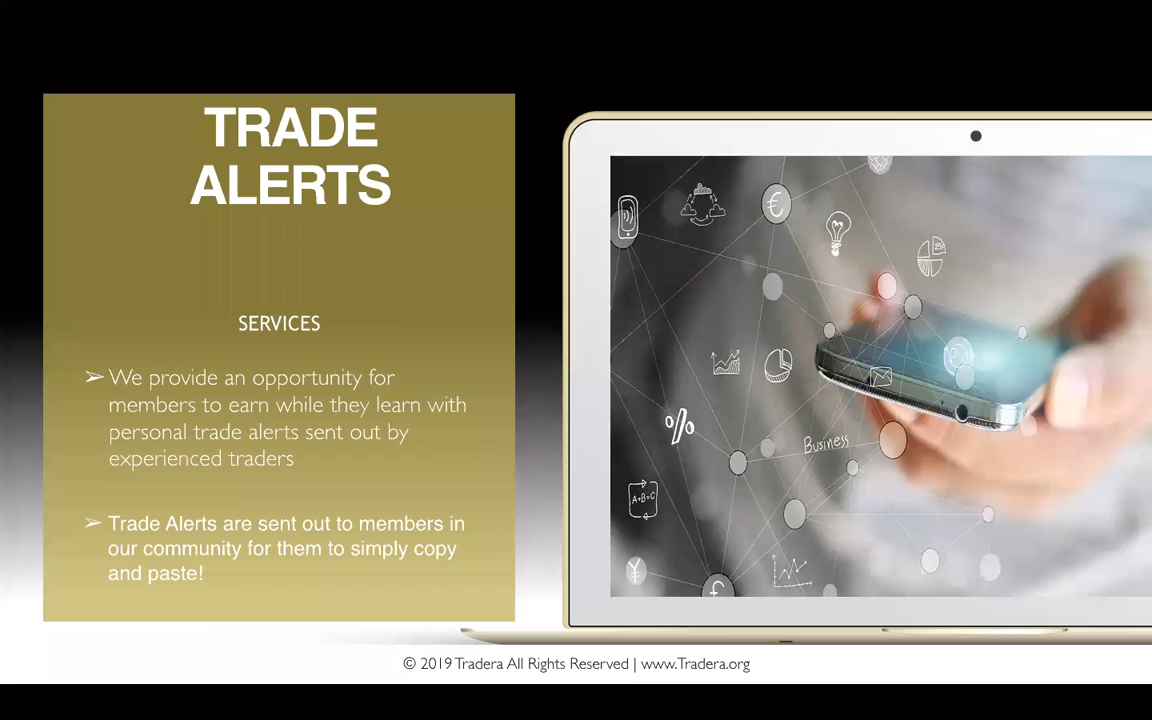 TRADE
ALERTS
SERVICES
➢ We provide an opportunity for
members to earn while they learn with
personal trade alerts sent out by
experienced traders
➢ Trade Alerts are sent out to members in
our community for them to simply copy
and paste!
€
25%
%
Business
A+B=C
¥
£
© 2019 Tradera All Rights Reserved | www.Tradera.org